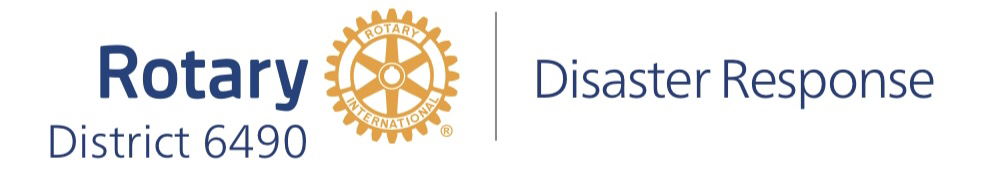 Rotary
District 6490
ROTARY
INTERNATIONAL
®
Disaster Response